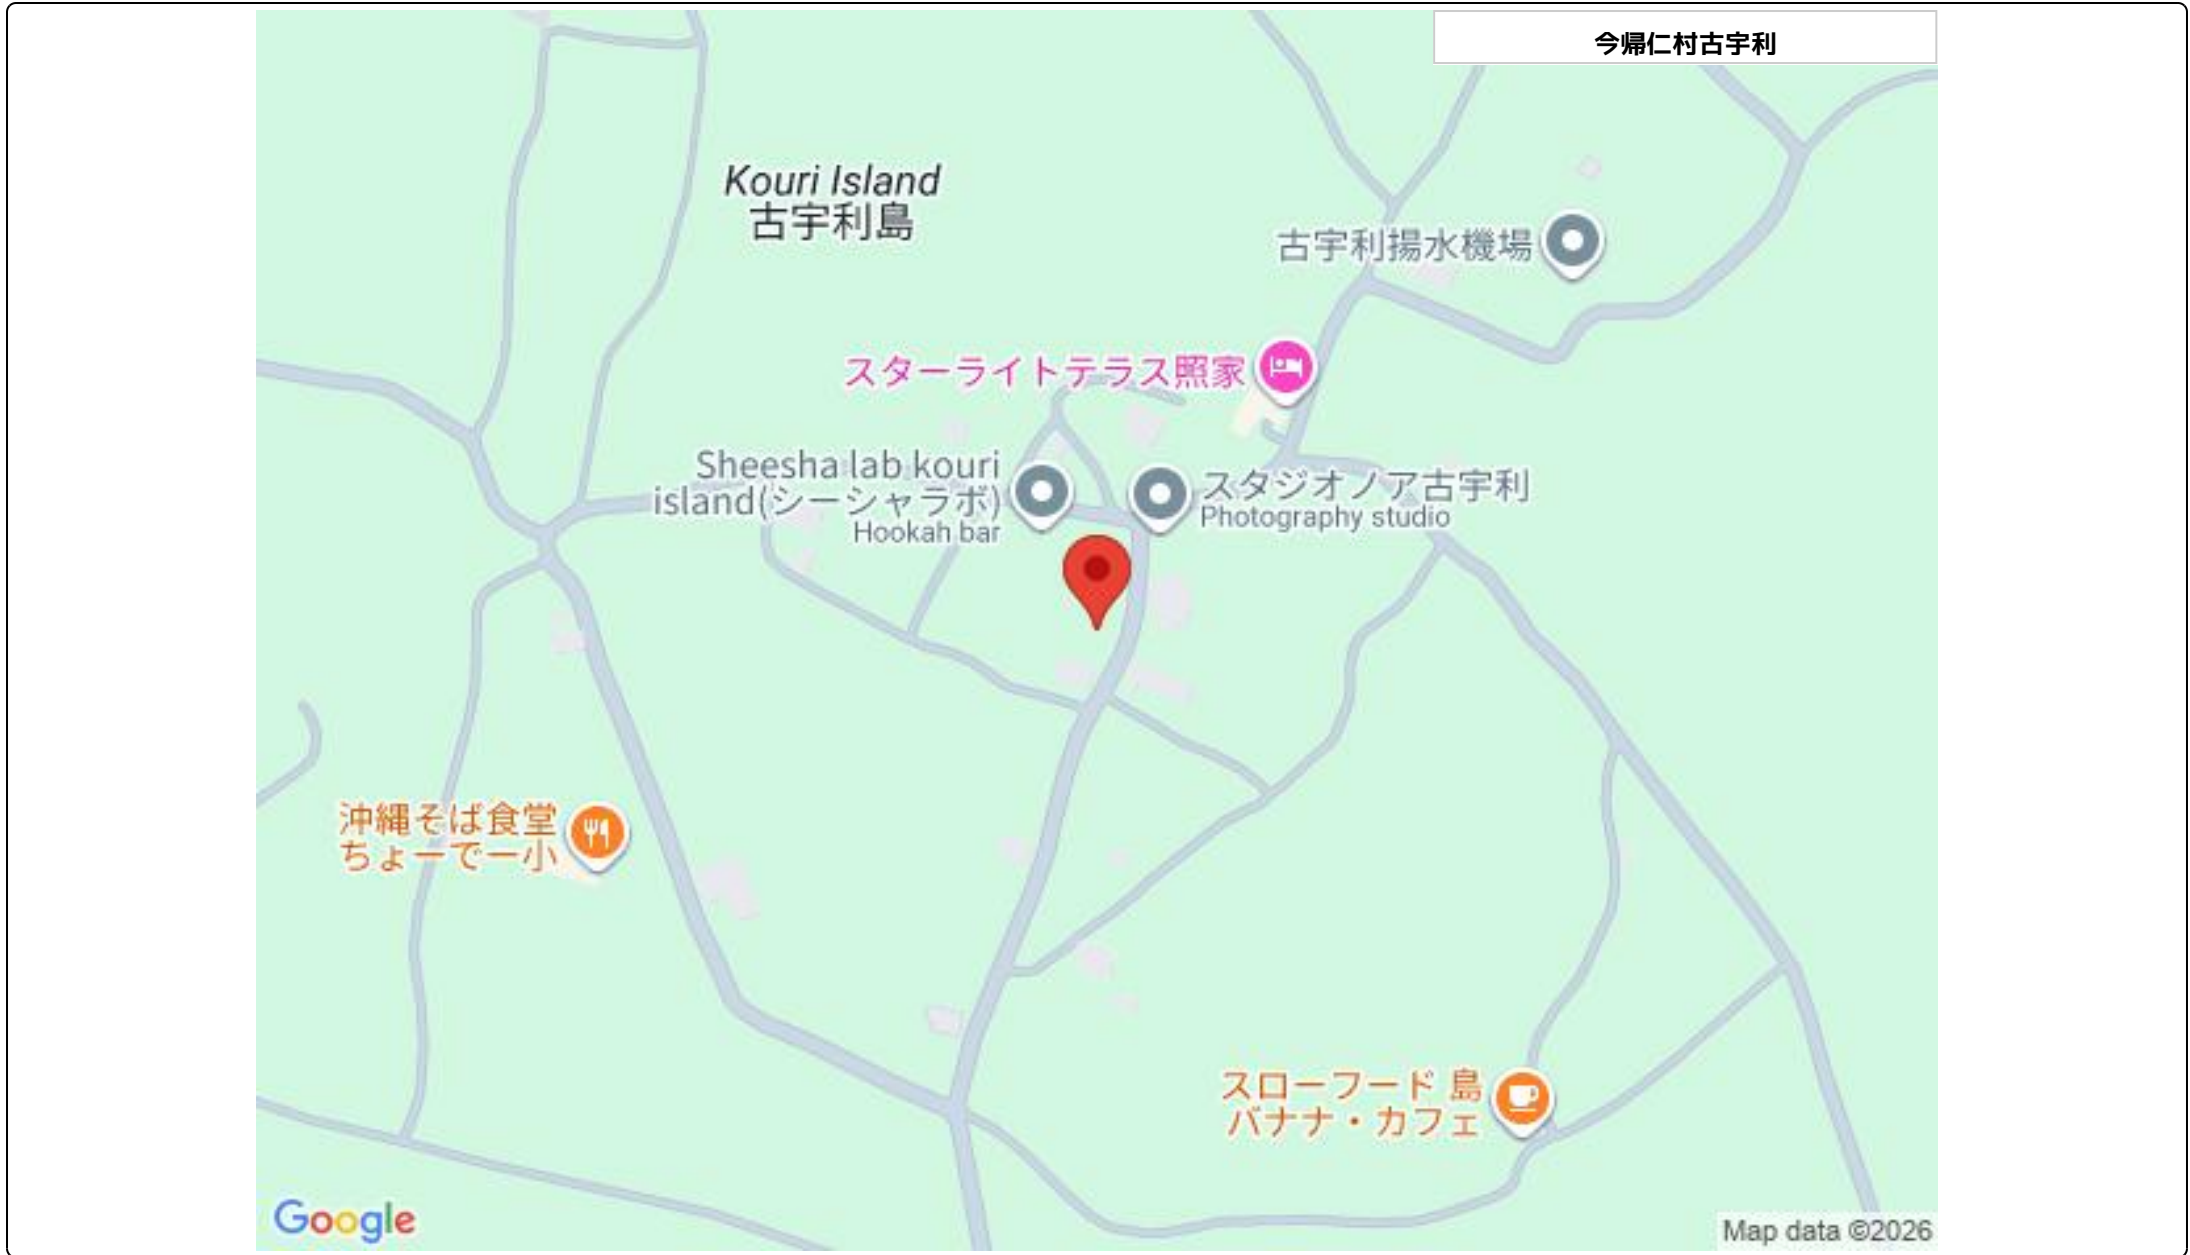 今帰仁村古宇利
Kouri Island
古宇利島
古宇利揚水機場
スターライトテラス照家
Sheesha lab kouri
island(シーシャラボ)
Hookah bar
スタジオノア古宇利
Photography studio
沖縄そば食堂
ちょーでー小
スローフード 島
バナナ・カフェ
Google
Map data ©2026